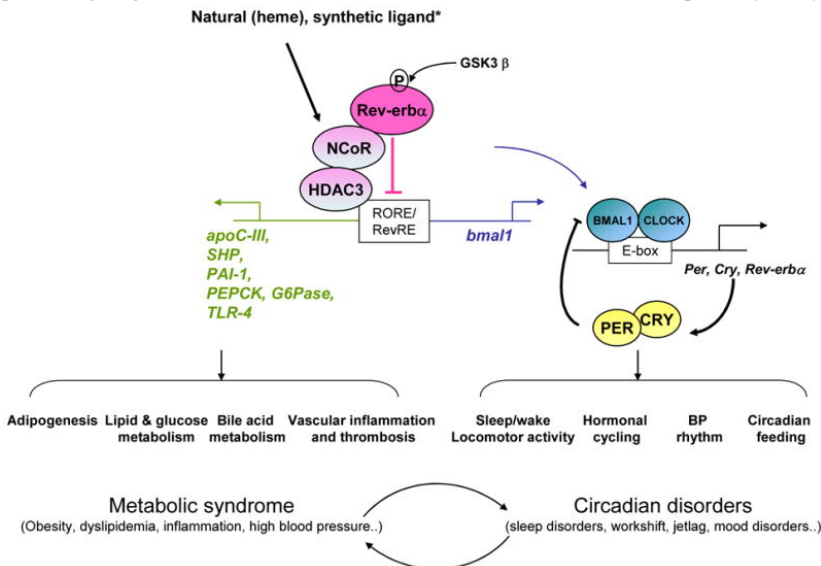 Natural (heme), synthetic ligand*
GSK3 β
P
Rev-erbα
NCoR
HDAC3
RORE/
RevRE
BMAL1 CLOCK
E-box
apoC-III,
SHP,
PAI-1,
PEPCK, G6Pase,
TLR-4
bmal1
Per, Cry, Rev-erbα
PER CRY
Adipogenesis
Lipid & glucose
metabolism
Bile acid
metabolism
Vascular inflammation
and thrombosis
Sleep/wake
Locomotor activity
Hormonal
cycling
BP
rhythm
Circadian
feeding
Metabolic syndrome
(Obesity, dyslipidemia, inflammation, high blood pressure..)
Circadian disorders
(sleep disorders, workshift, jetlag, mood disorders..)